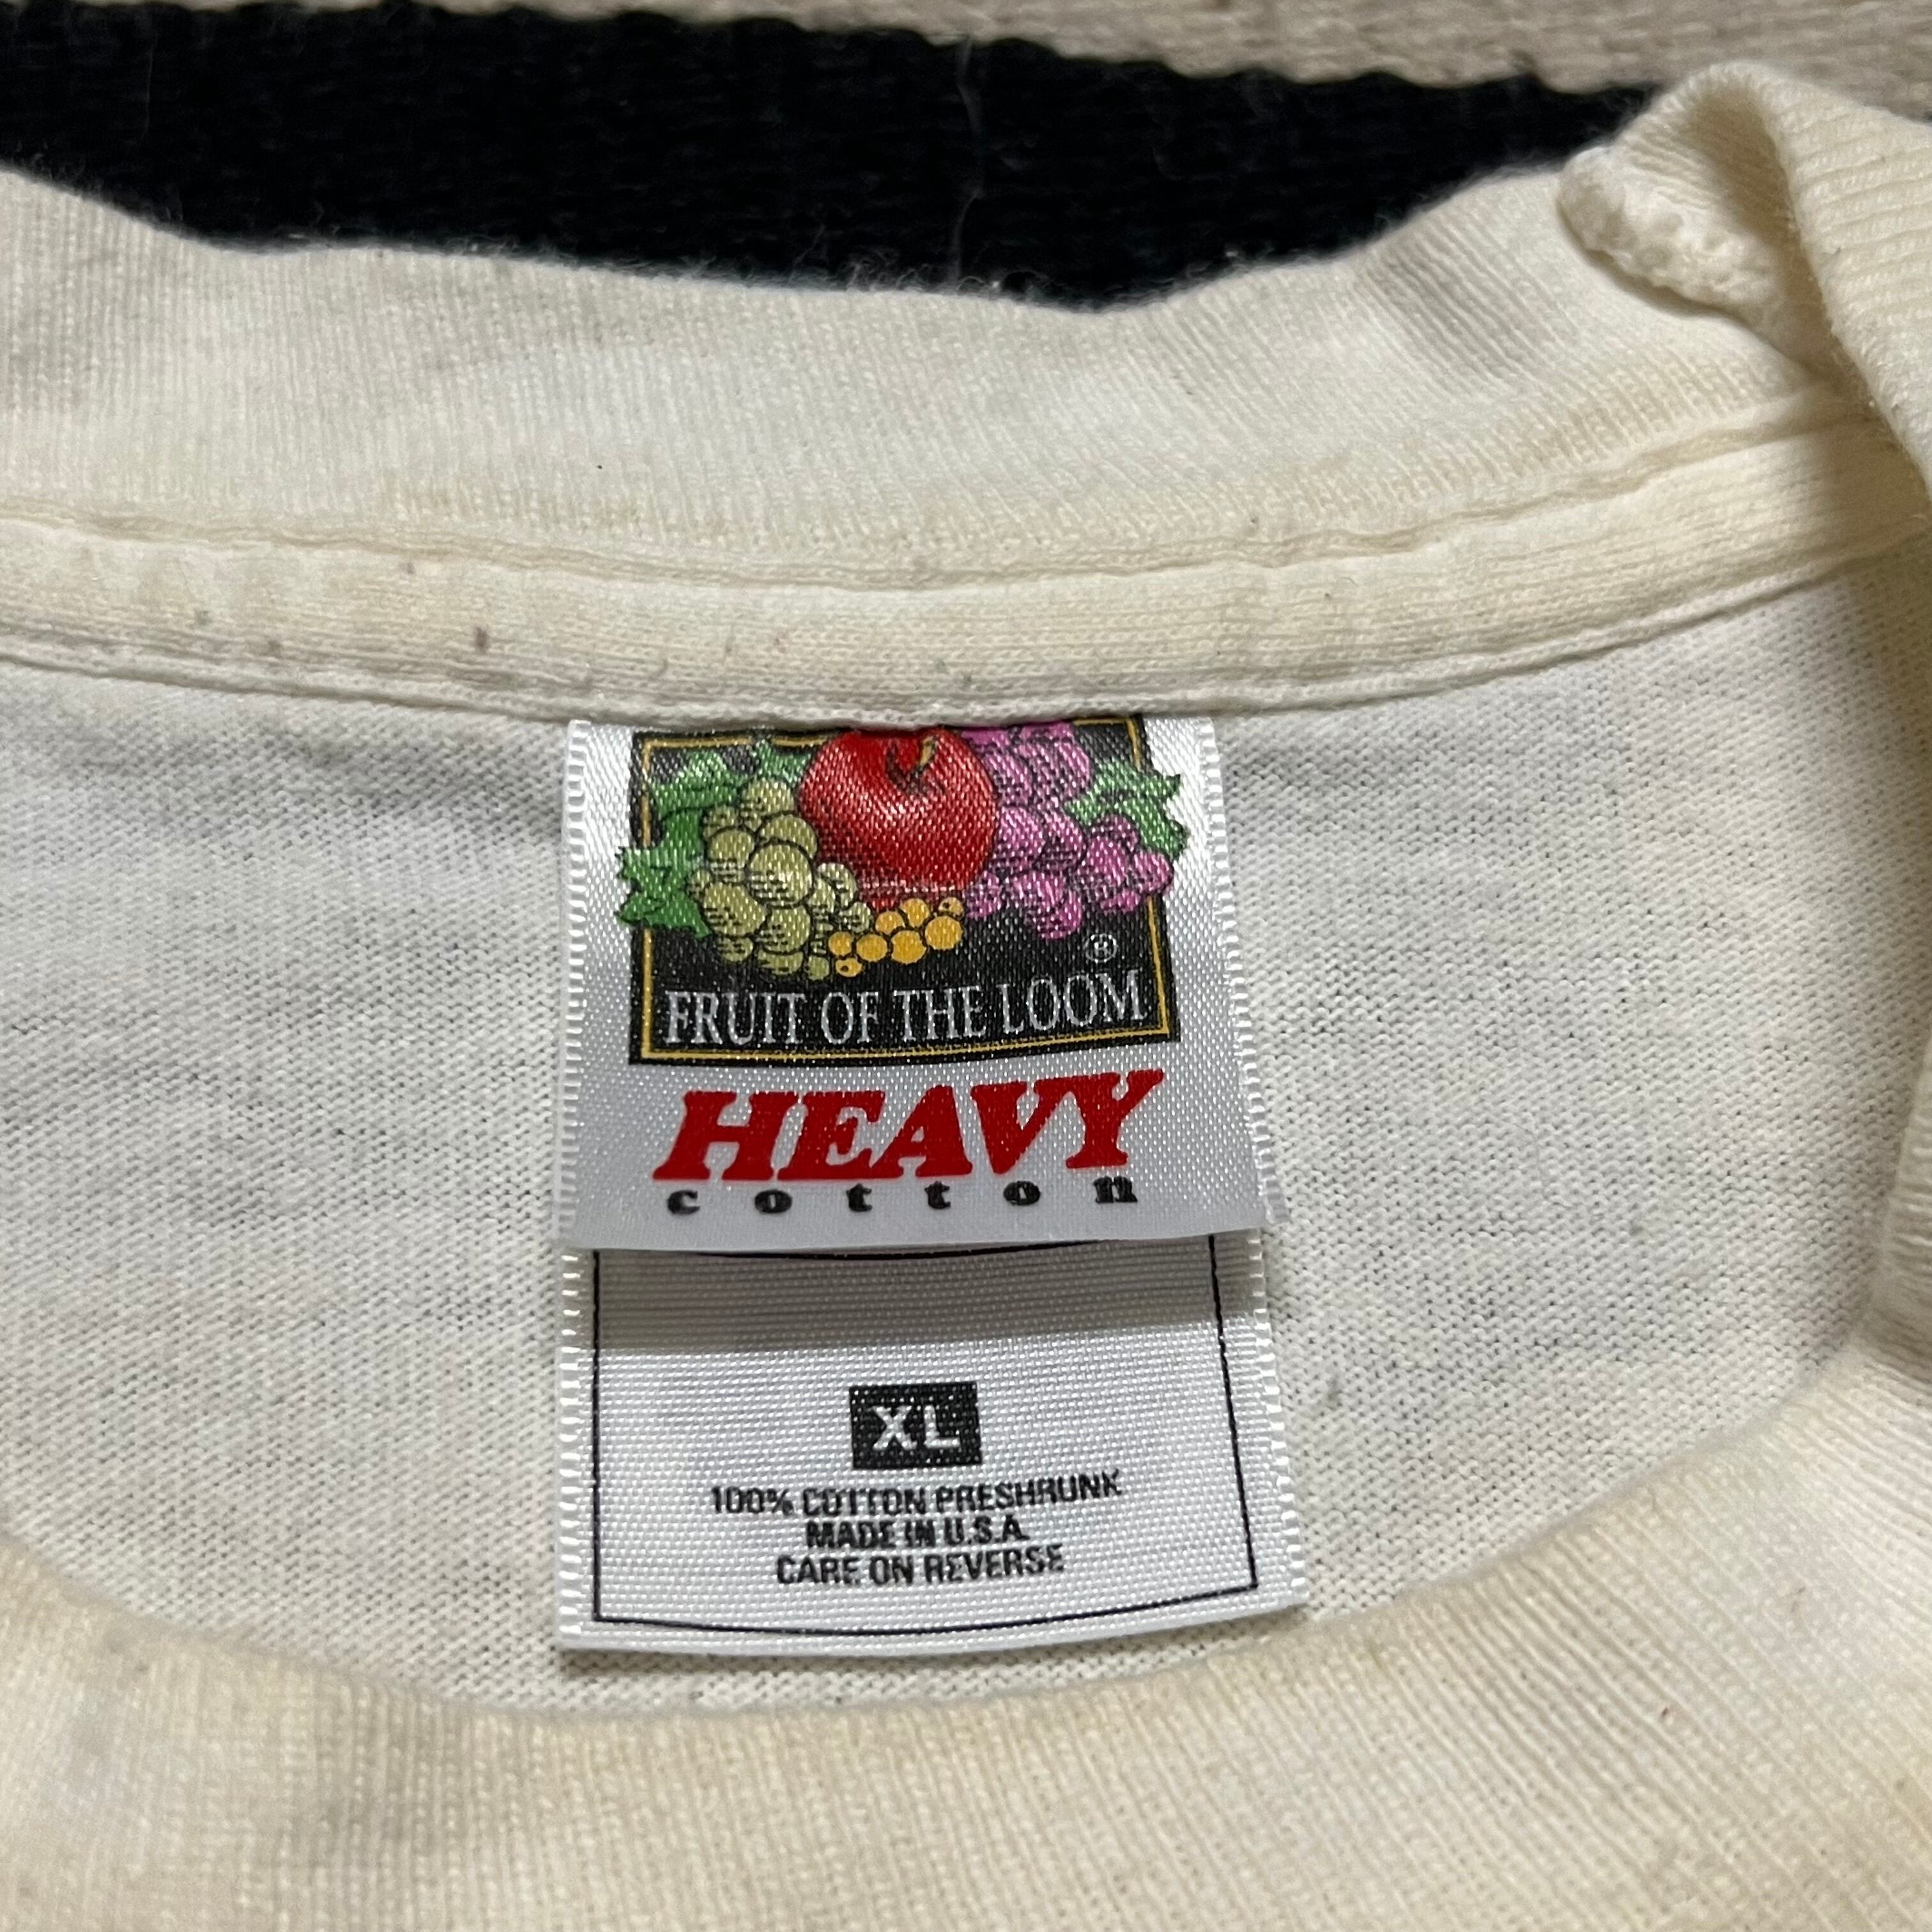 ®
FRUIT OF THE LOOM
HEAVY
cotton
XL
100% COTTON PRESHRUNK
MADE IN U.S.A.
CARE ON REVERSE